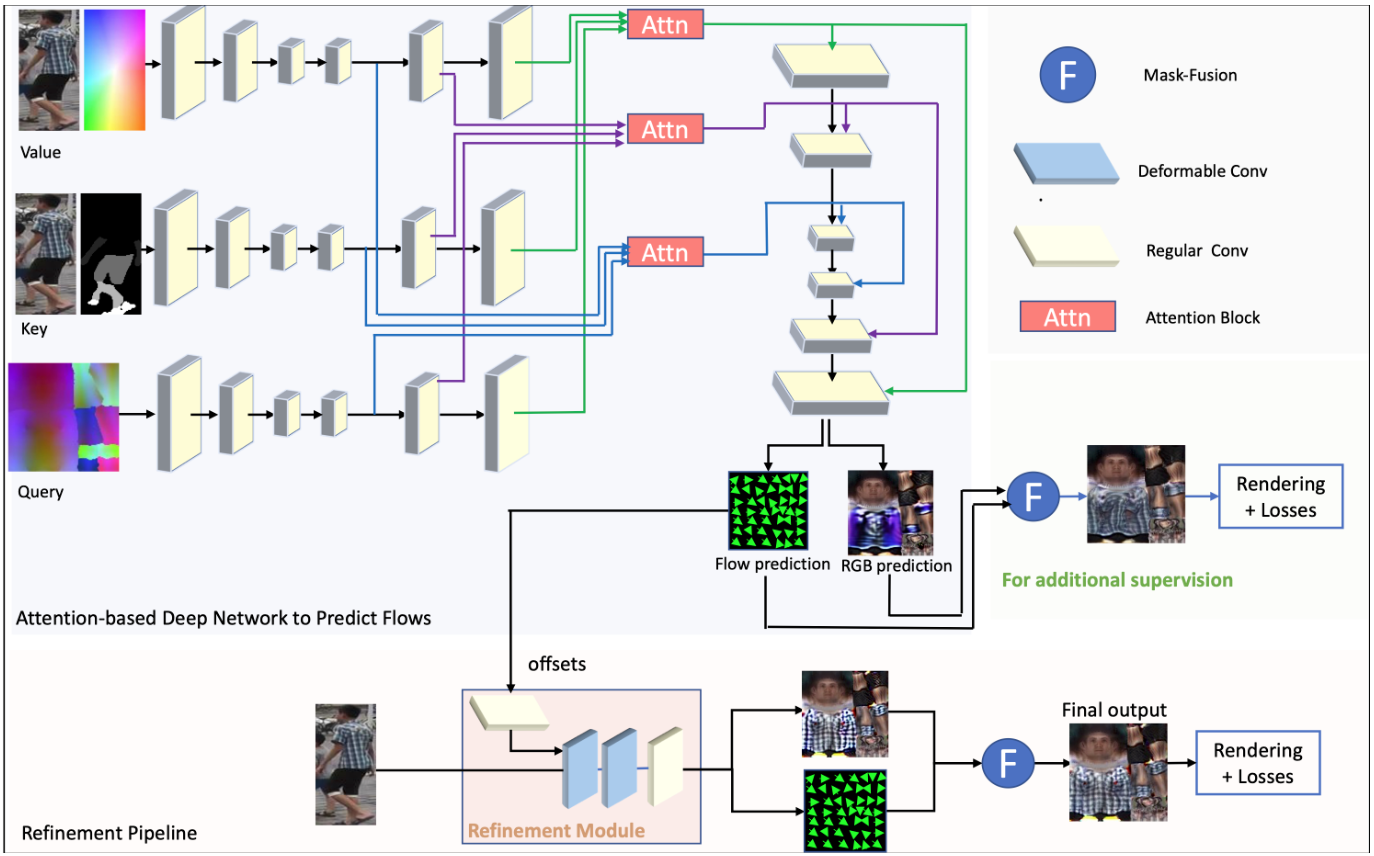 Value
Key
Query
Attn
Attn
Attn
Flow prediction
RGB prediction
Attention-based Deep Network to Predict Flows
F
Mask-Fusion
Deformable Conv
Regular Conv
Attn
Attention Block
F
Rendering
+ Losses
For additional supervision
offsets
Refinement Module
Refinement Pipeline
F
Final output
Rendering
+ Losses